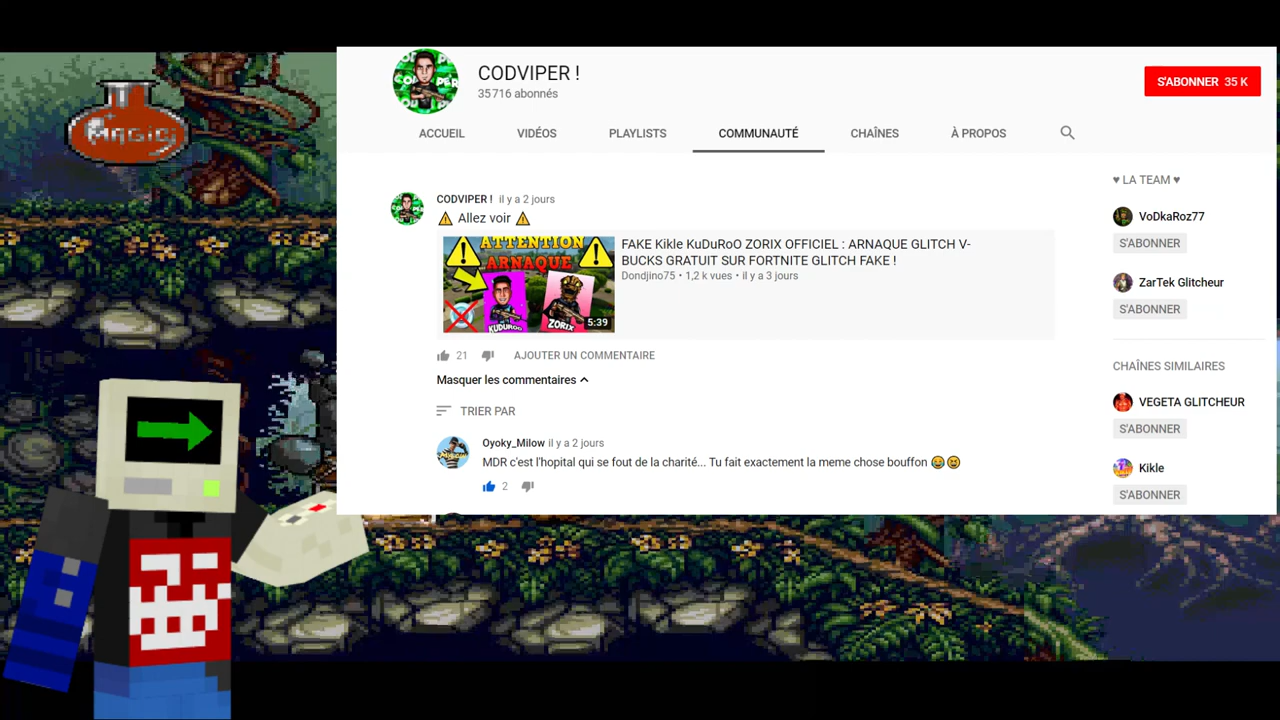 Magic
CODVIPER !
35 716 abonnés
S'ABONNER 35 K
ACCUEIL VIDÉOS PLAYLISTS COMMUNAUTÉ CHAÎNES À PROPOS
CODVIPER ! il y a 2 jours
⚠ Allez voir ⚠
ATTENTION
ARNAQUE
KUDUROO
ZORIX
5:39
FAKE Kikle KuDuRoO ZORIX OFFICIEL : ARNAQUE GLITCH V-
BUCKS GRATUIT SUR FORTNITE GLITCH FAKE !
Dondjino75 • 1,2 k vues • il y a 3 jours
21 AJOUTER UN COMMENTAIRE
Masquer les commentaires
TRIER PAR
Oyoky_Milow il y a 2 jours
MDR c'est l'hopital qui se fout de la charité... Tu fait exactement la meme chose bouffon 😂😆
2
♥ LA TEAM ♥
VoDkaRoz77
S'ABONNER
ZarTek Glitcheur
S'ABONNER
CHAÎNES SIMILAIRES
VEGETA GLITCHEUR
S'ABONNER
Kikle
S'ABONNER